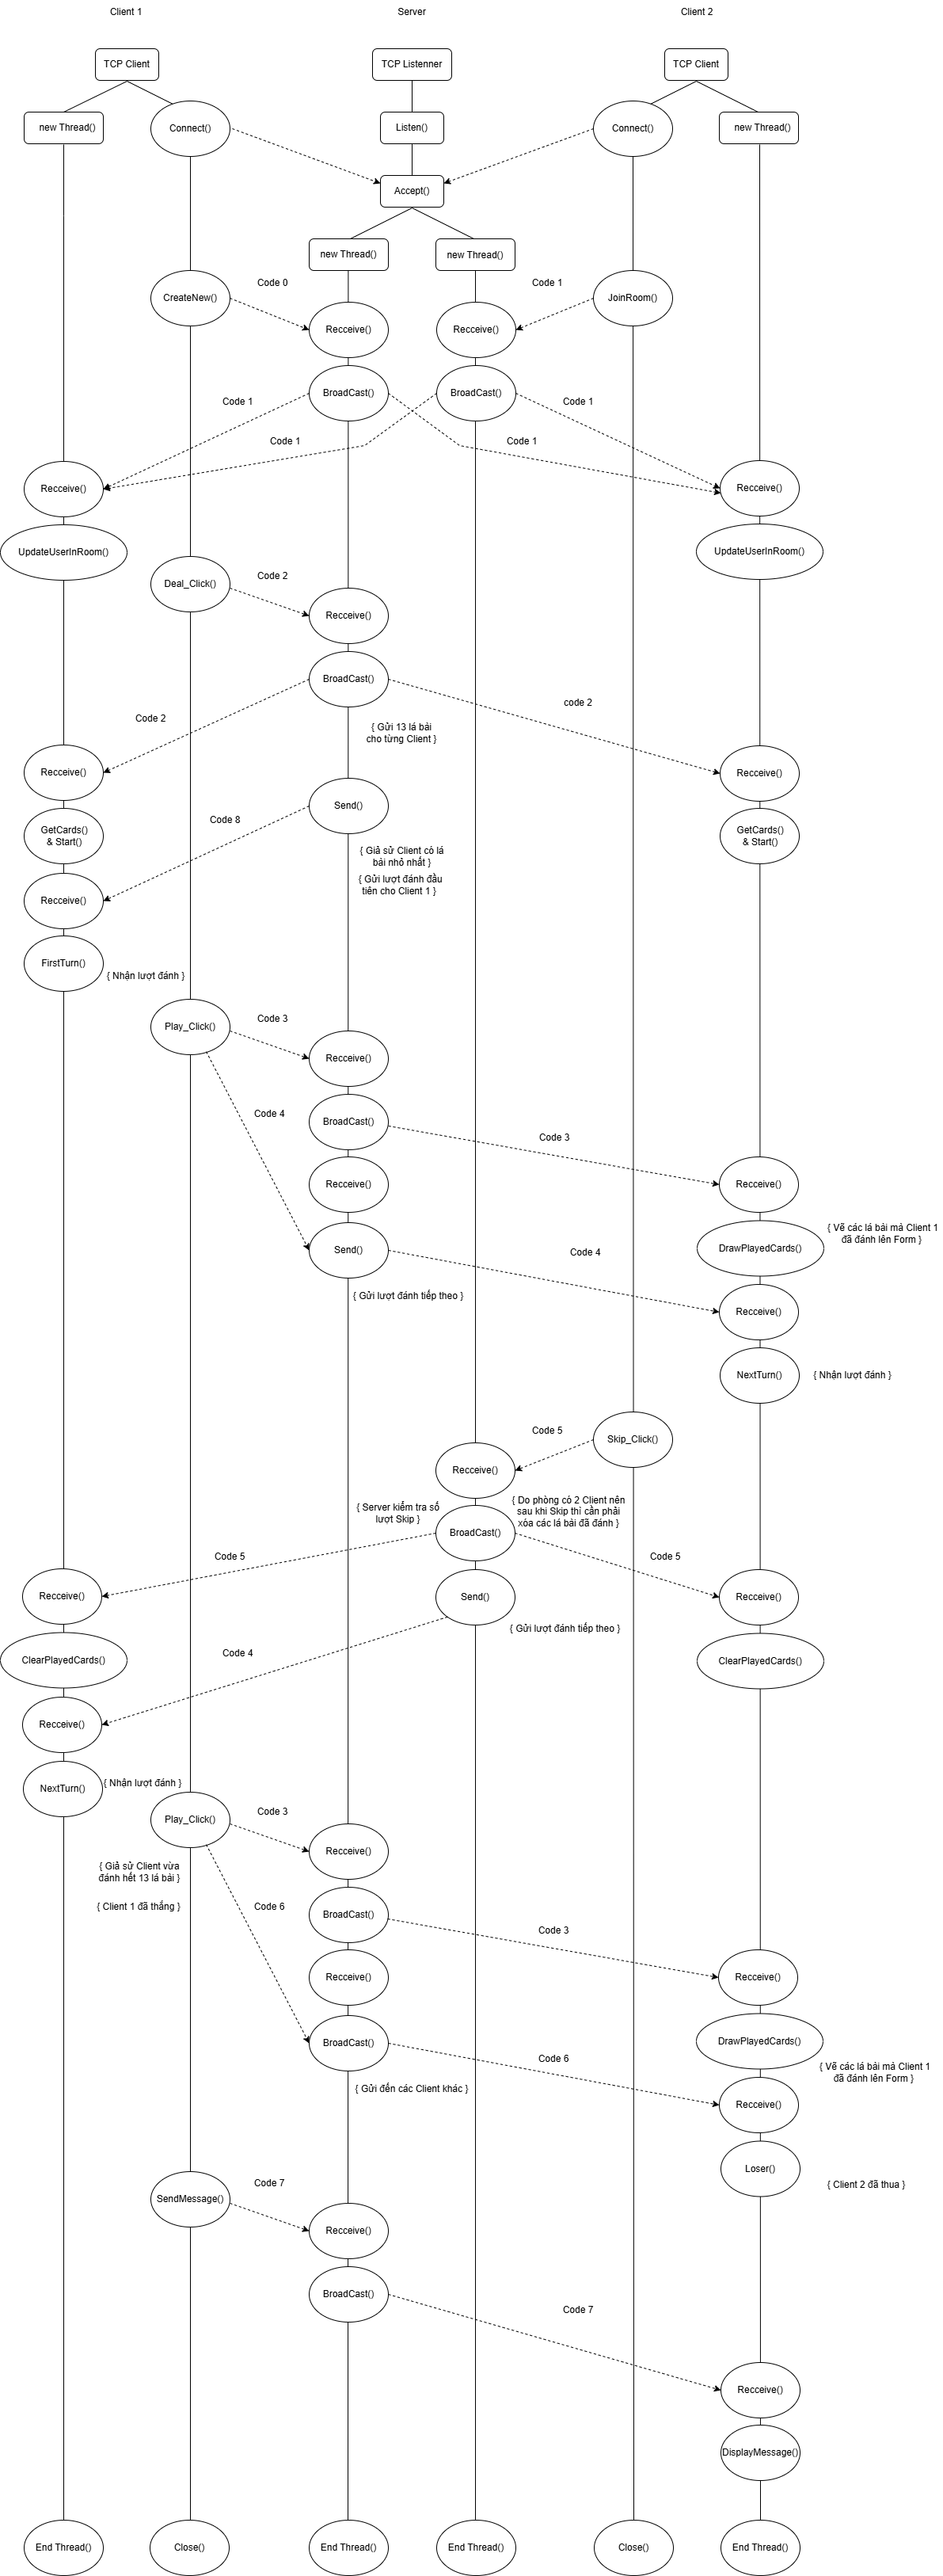 Client 1
Server
Client 2
TCP Client
TCP Listenner
TCP Client
new Thread()
Connect()
Listen()
Connect()
new Thread()
Accept()
new Thread()
new Thread()
Code 0
Code 1
CreateNew()
JoinRoom()
Recceive()
Recceive()
BroadCast()
BroadCast()
Code 1
Code 1
Code 1
Code 1
Recceive()
Recceive()
UpdateUserInRoom()
UpdateUserInRoom()
Code 2
Deal_Click()
Recceive()
BroadCast()
code 2
Code 2
{ Gửi 13 lá bài
cho từng Client }
Recceive()
Recceive()
Send()
Code 8
GetCards()
& Start()
GetCards()
& Start()
{ Giả sử Client có lá
bài nhỏ nhất }
{ Gửi lượt đánh đầu
tiên cho Client 1 }
Recceive()
FirstTurn()
{ Nhận lượt đánh }
Code 3
Play_Click()
Recceive()
Code 4
BroadCast()
Code 3
Recceive()
Recceive()
{ Vẽ các lá bài mà Client 1
đã đánh lên Form }
Send()
Code 4
DrawPlayedCards()
{ Gửi lượt đánh tiếp theo }
Recceive()
NextTurn()
{ Nhận lượt đánh }
Code 5
Skip_Click()
Recceive()
{ Server kiểm tra số
lượt Skip }
{ Do phòng có 2 Client nên
sau khi Skip thì cần phải
xóa các lá bài đã đánh }
BroadCast()
Code 5
Code 5
Recceive()
Send()
Recceive()
{ Gửi lượt đánh tiếp theo }
Code 4
ClearPlayedCards()
ClearPlayedCards()
Recceive()
NextTurn()
{ Nhận lượt đánh }
Code 3
Play_Click()
Recceive()
{ Giả sử Client vừa
đánh hết 13 lá bài }
{ Client 1 đã thắng }
Code 6
BroadCast()
Code 3
Recceive()
Recceive()
BroadCast()
DrawPlayedCards()
Code 6
{ Vẽ các lá bài mà Client 1
đã đánh lên Form }
{ Gửi đến các Client khác }
Recceive()
Loser()
{ Client 2 đã thua }
Code 7
SendMessage()
Recceive()
BroadCast()
Code 7
Recceive()
DisplayMessage()
End Thread()
Close()
End Thread()
End Thread()
Close()
End Thread()